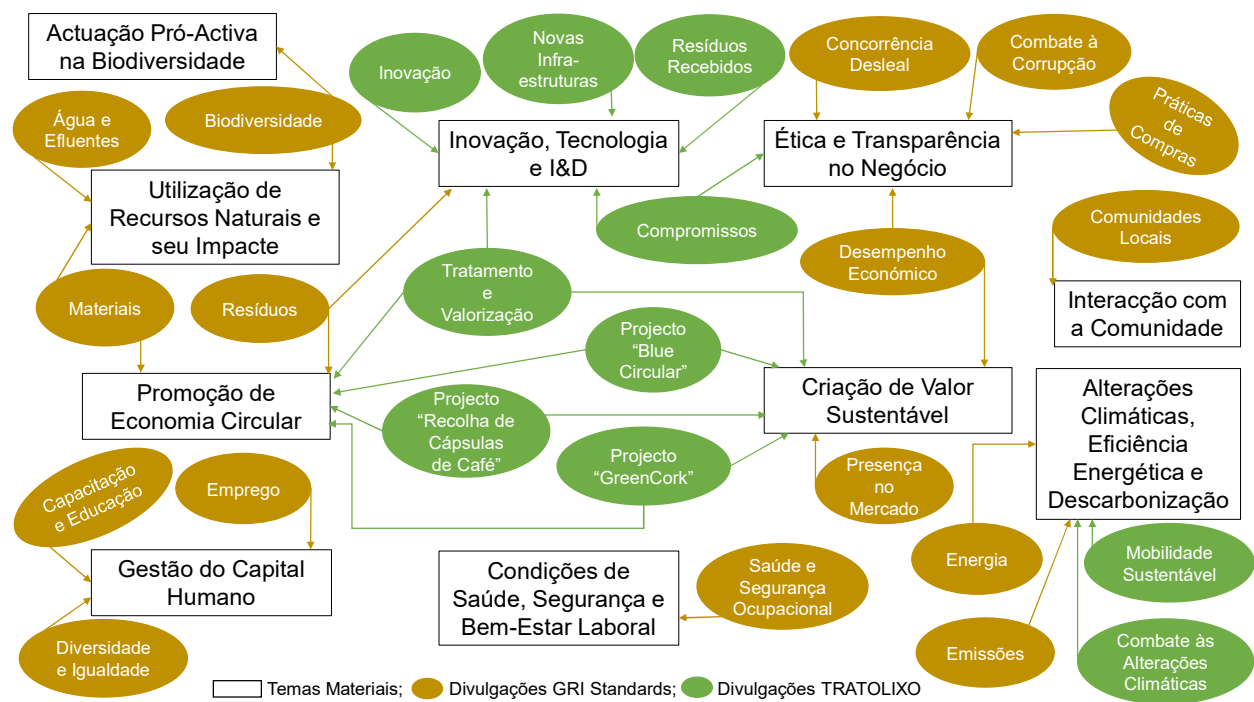 Actuação Pró-Activa
na Biodiversidade
Inovação
Novas
Infra-
estruturas
Resíduos
Recebidos
Concorrência
Desleal
Combate à
Corrupção
Água e
Efluentes
Biodiversidade
Inovação, Tecnologia
e I&D
Ética e Transparência
no Negócio
Práticas
de
Compras
Utilização de
Recursos Naturais e
seu Impacte
Compromissos
Comunidades
Locais
Desempenho
Económico
Materiais
Resíduos
Tratamento
e
Valorização
Interacção com
a Comunidade
Projecto
“Blue
Circular”
Promoção de
Economia Circular
Projecto
“Recolha de
Cápsulas
de Café”
Criação de Valor
Sustentável
Alterações
Climáticas,
Eficiência
Energética e
Descarbonização
Projecto
“GreenCork”
Presença
no
Mercado
Capacitação
e Educação
Emprego
Gestão do Capital
Humano
Condições de
Saúde, Segurança e
Bem-Estar Laboral
Saúde e
Segurança
Ocupacional
Energia
Mobilidade
Sustentável
Diversidade
e Igualdade
Emissões
Combate às
Alterações
Climáticas
Temas Materiais;
Divulgações GRI Standards;
Divulgações TRATOLIXO